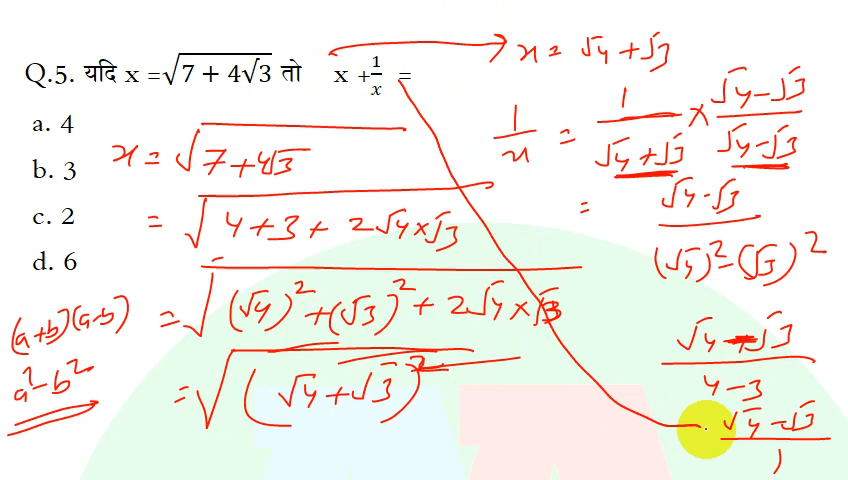 Q.5. यदि x =√7 + 4√3 तो x + 1/x =
a. 4
b. 3
c. 2
d. 6
x = √7+4√3
= √4+3+2√4×√3
= √(√4)²+(√3)²+2√4×√3
= √(√4+√3)²
(a+b)(a-b)
a²-b²
x = √4+√3
1/x = 1/√4+√3 × √4-√3/√4-√3
= √4-√3/(√4)²-(√3)²
√4-√3/4-3
√4-√3/1